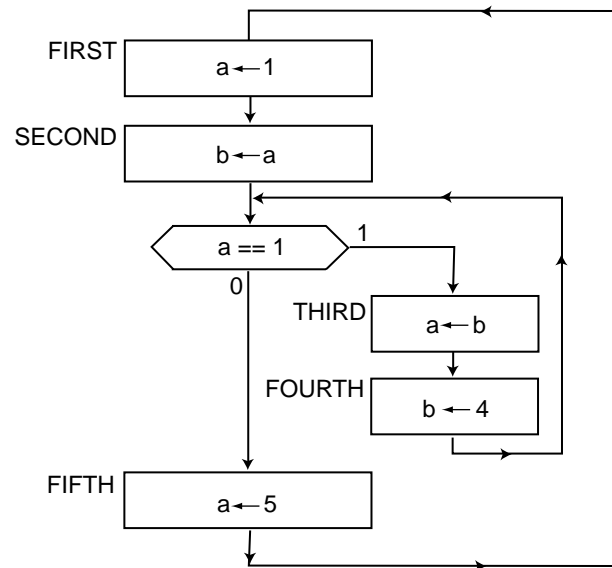 FIRST
a←1
SECOND
b←a
a == 1
1
0
THIRD
a←b
FOURTH
b ← 4
FIFTH
a←5